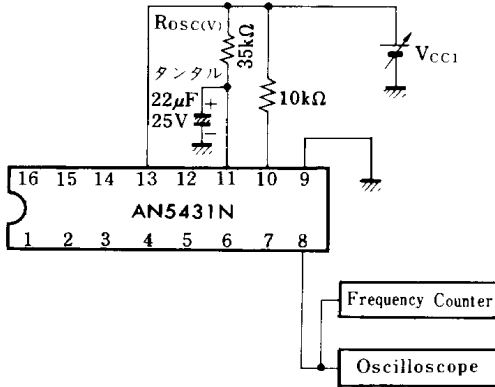 ROSC(V)
35kΩ
タンタル
22μF
25V
+
−
10kΩ
VCC1
16 15 14 13 12 11 10 9
AN5431N
1 2 3 4 5 6 7 8
Frequency Counter
Oscilloscope